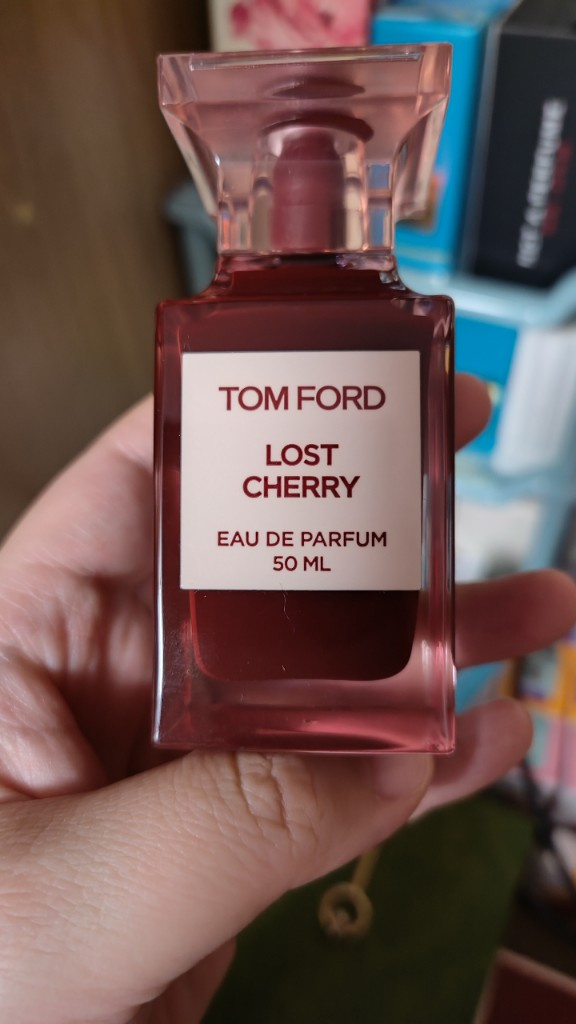 TOM FORD
LOST
CHERRY
EAU DE PARFUM
50 ML